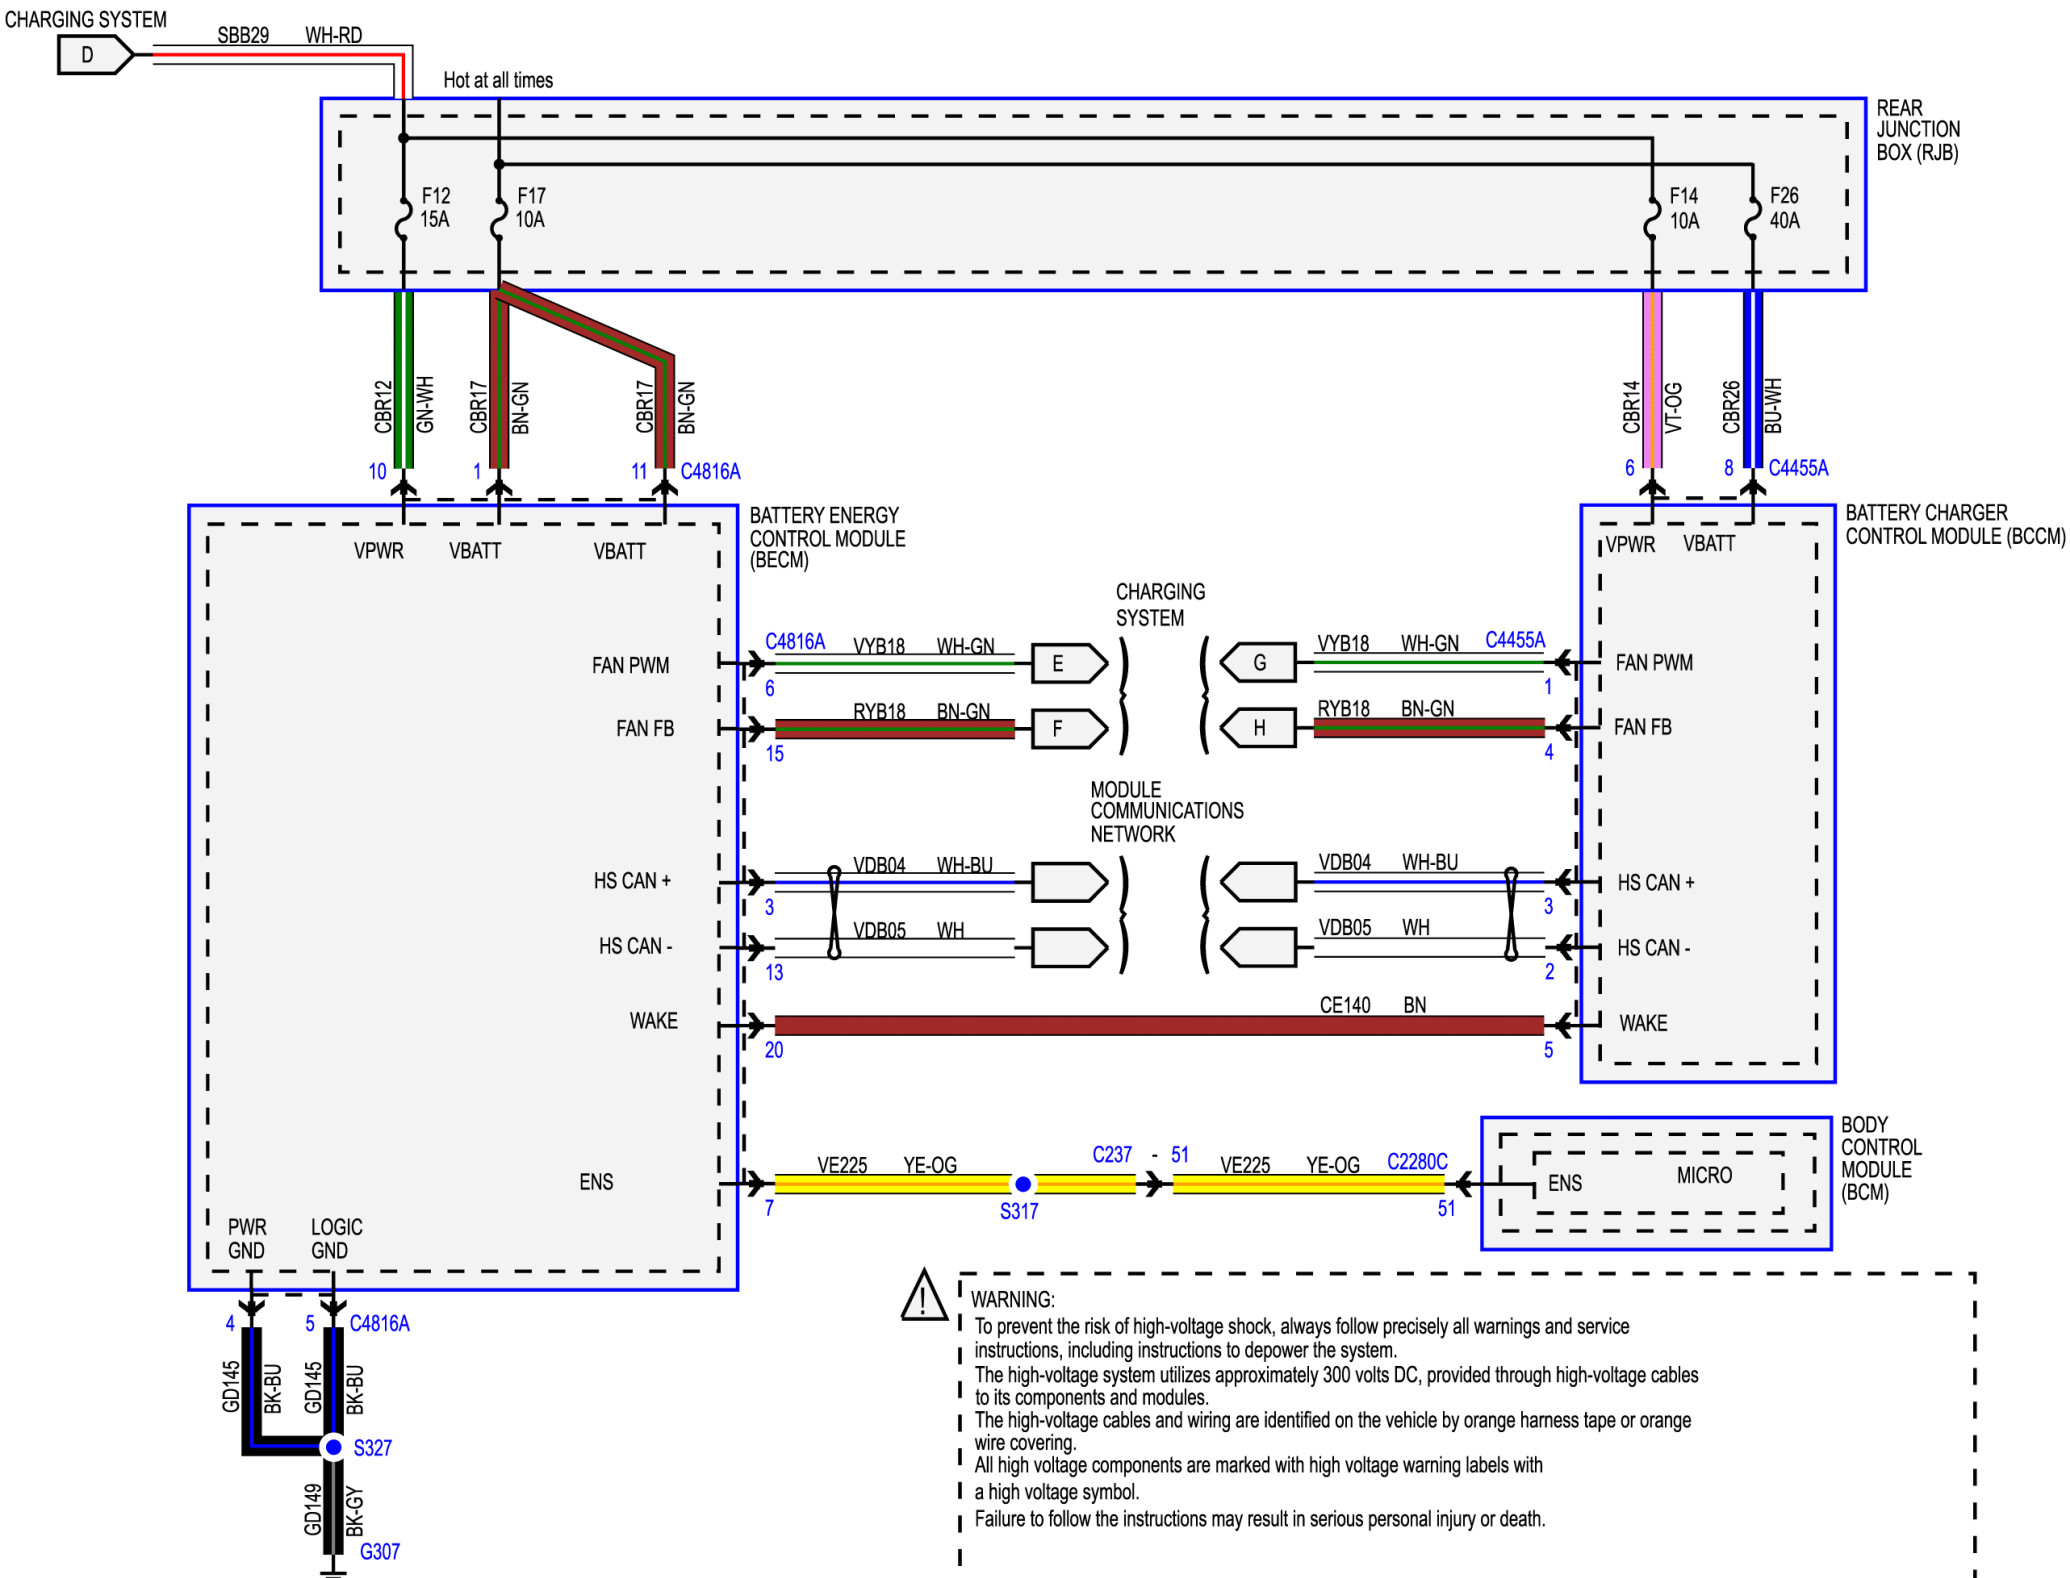 CHARGING SYSTEM
D
SBB29 WH-RD
Hot at all times
REAR
JUNCTION
BOX (RJB)
F12
15A
F17
10A
F14
10A
F26
40A
CBR12
GN-WH
CBR17
BN-GN
CBR17
BN-GN
CBR14
VT-OG
CBR26
BU-WH
10
1
11 C4816A
6
8 C4455A
BATTERY ENERGY
CONTROL MODULE
(BECM)
BATTERY CHARGER
CONTROL MODULE (BCCM)
VPWR
VBATT
VBATT
VPWR
VBATT
CHARGING
SYSTEM
FAN PWM
C4816A
6
VYB18 WH-GN
E
G
VYB18 WH-GN
C4455A
1
FAN PWM
FAN FB
15
RYB18 BN-GN
F
H
RYB18 BN-GN
4
FAN FB
MODULE
COMMUNICATIONS
NETWORK
HS CAN +
3
VDB04 WH-BU
VDB04 WH-BU
3
HS CAN +
HS CAN -
13
VDB05 WH
VDB05 WH
2
HS CAN -
WAKE
20
CE140 BN
5
WAKE
BODY
CONTROL
MODULE
(BCM)
ENS
7
VE225 YE-OG
S317
C237 - 51
VE225 YE-OG
C2280C
51
ENS
MICRO
PWR
GND
LOGIC
GND
4
5 C4816A
GD145
BK-BU
GD145
BK-BU
S327
GD149
BK-GY
G307
!
WARNING:
To prevent the risk of high-voltage shock, always follow precisely all warnings and service
instructions, including instructions to depower the system.
The high-voltage system utilizes approximately 300 volts DC, provided through high-voltage cables
to its components and modules.
The high-voltage cables and wiring are identified on the vehicle by orange harness tape or orange
wire covering.
All high voltage components are marked with high voltage warning labels with
a high voltage symbol.
Failure to follow the instructions may result in serious personal injury or death.